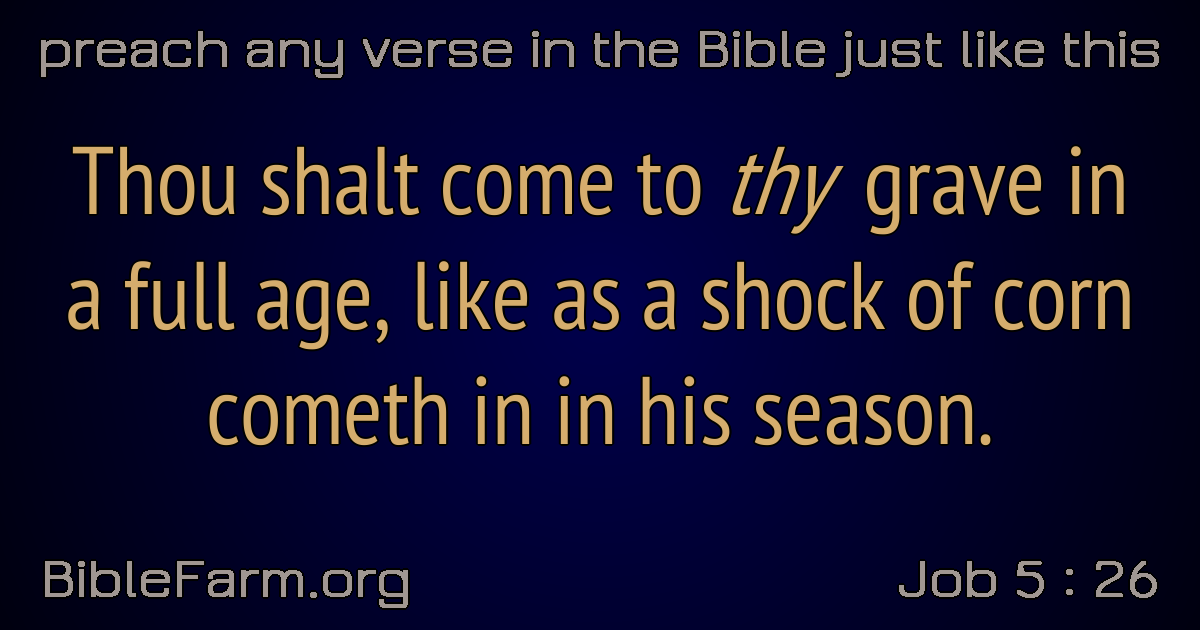 preach any verse in the Bible just like this
Thou shalt come to thy grave in
a full age, like as a shock of corn
cometh in in his season.
BibleFarm.org
Job 5 : 26